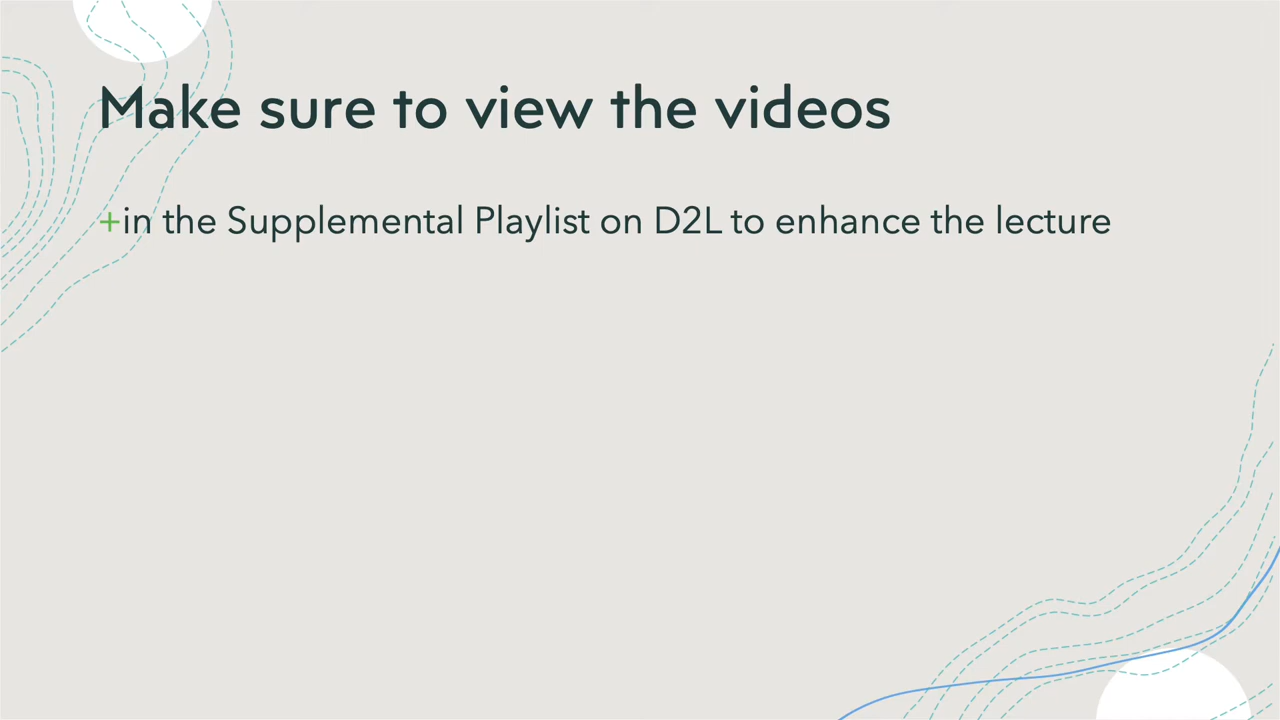 Make sure to view the videos
+in the Supplemental Playlist on D2L to enhance the lecture